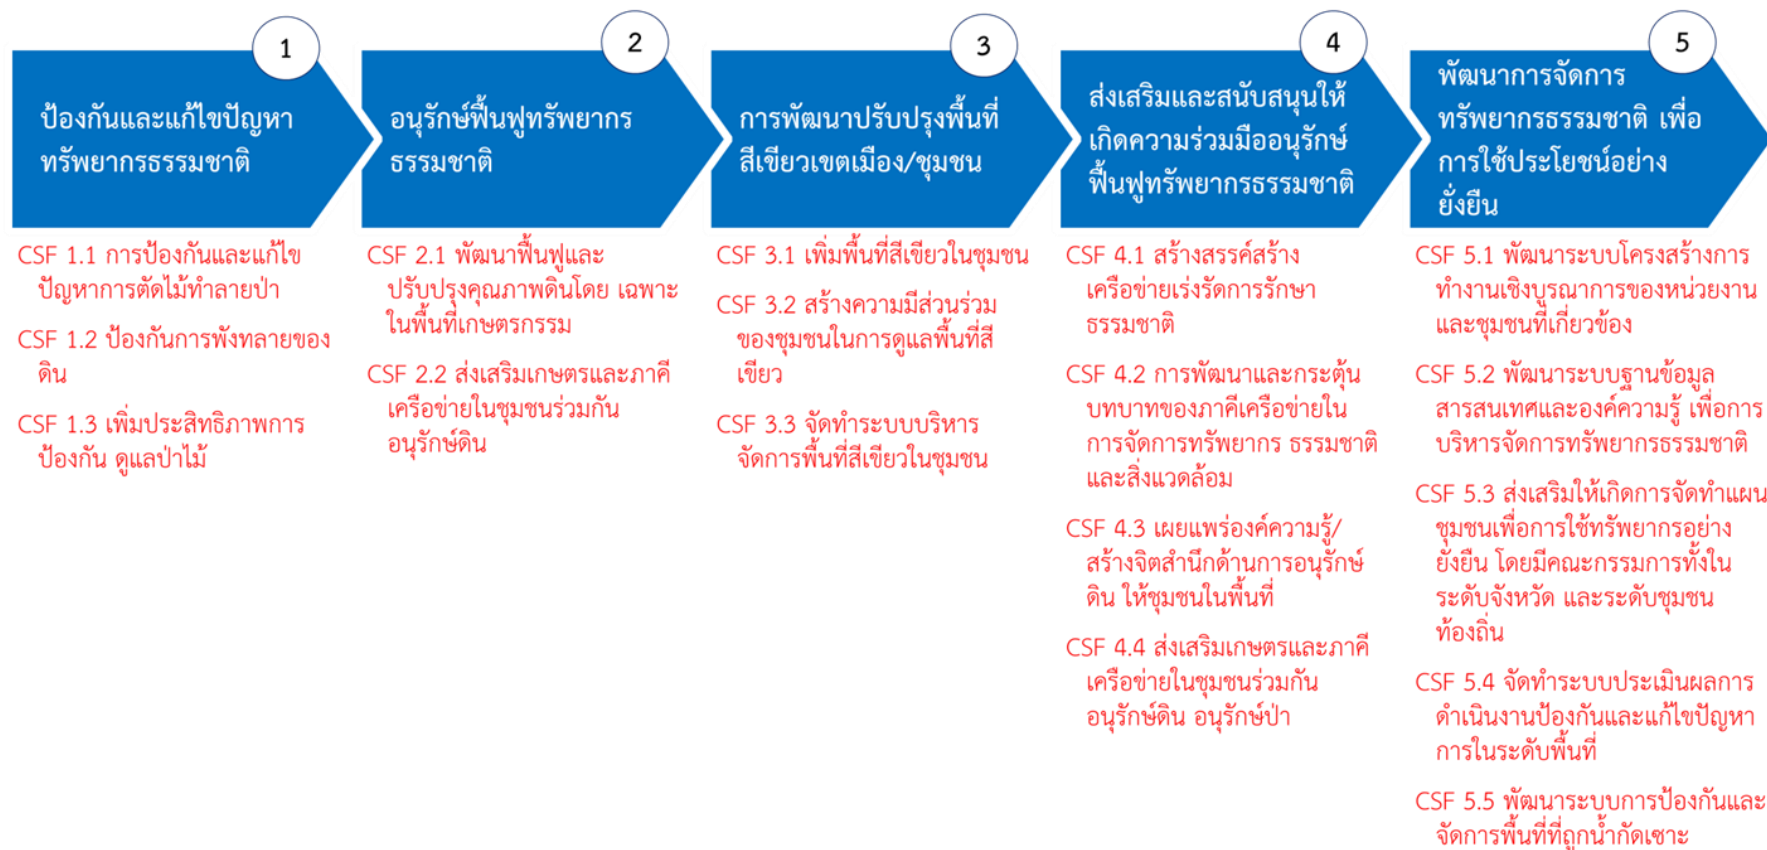 1
ป้องกันและแก้ไขปัญหา
ทรัพยากรธรรมชาติ
CSF 1.1 การป้องกันและแก้ไข
ปัญหาการตัดไม้ทำลายป่า
CSF 1.2 ป้องกันการพังทลายของ
ดิน
CSF 1.3 เพิ่มประสิทธิภาพการ
ป้องกัน ดูแลป่าไม้
2
อนุรักษ์ฟื้นฟูทรัพยากร
ธรรมชาติ
CSF 2.1 พัฒนาฟื้นฟูและ
ปรับปรุงคุณภาพดินโดย เฉพาะ
ในพื้นที่เกษตรกรรม
CSF 2.2 ส่งเสริมเกษตรและภาคี
เครือข่ายในชุมชนร่วมกัน
อนุรักษ์ดิน
3
การพัฒนาปรับปรุงพื้นที่
สีเขียวเขตเมือง/ชุมชน
CSF 3.1 เพิ่มพื้นที่สีเขียวในชุมชน
CSF 3.2 สร้างความมีส่วนร่วม
ของชุมชนในการดูแลพื้นที่สี
เขียว
CSF 3.3 จัดทำระบบบริหาร
จัดการพื้นที่สีเขียวในชุมชน
4
ส่งเสริมและสนับสนุนให้
เกิดความร่วมมืออนุรักษ์
ฟื้นฟูทรัพยากรธรรมชาติ
CSF 4.1 สร้างสรรค์สร้าง
เครือข่ายเร่งรัดการรักษา
ธรรมชาติ
CSF 4.2 การพัฒนาและกระตุ้น
บทบาทของภาคีเครือข่ายใน
การจัดการทรัพยากร ธรรมชาติ
และสิ่งแวดล้อม
CSF 4.3 เผยแพร่องค์ความรู้/
สร้างจิตสำนึกด้านการอนุรักษ์
ดิน ให้ชุมชนในพื้นที่
CSF 4.4 ส่งเสริมเกษตรและภาคี
เครือข่ายในชุมชนร่วมกัน
อนุรักษ์ดิน อนุรักษ์ป่า
5
พัฒนาการจัดการ
ทรัพยากรธรรมชาติ เพื่อ
การใช้ประโยชน์อย่าง
ยั่งยืน
CSF 5.1 พัฒนาระบบโครงสร้างการ
ทำงานเชิงบูรณาการของหน่วยงาน
และชุมชนที่เกี่ยวข้อง
CSF 5.2 พัฒนาระบบฐานข้อมูล
สารสนเทศและองค์ความรู้ เพื่อการ
บริหารจัดการทรัพยากรธรรมชาติ
CSF 5.3 ส่งเสริมให้เกิดการจัดทำแผน
ชุมชนเพื่อการใช้ทรัพยากรอย่าง
ยั่งยืน โดยมีคณะกรรมการทั้งใน
ระดับจังหวัด และระดับชุมชน
ท้องถิ่น
CSF 5.4 จัดทำระบบประเมินผลการ
ดำเนินงานป้องกันและแก้ไขปัญหา
การในระดับพื้นที่
CSF 5.5 พัฒนาระบบการป้องกันและ
จัดการพื้นที่ที่ถูกน้ำกัดเซาะ